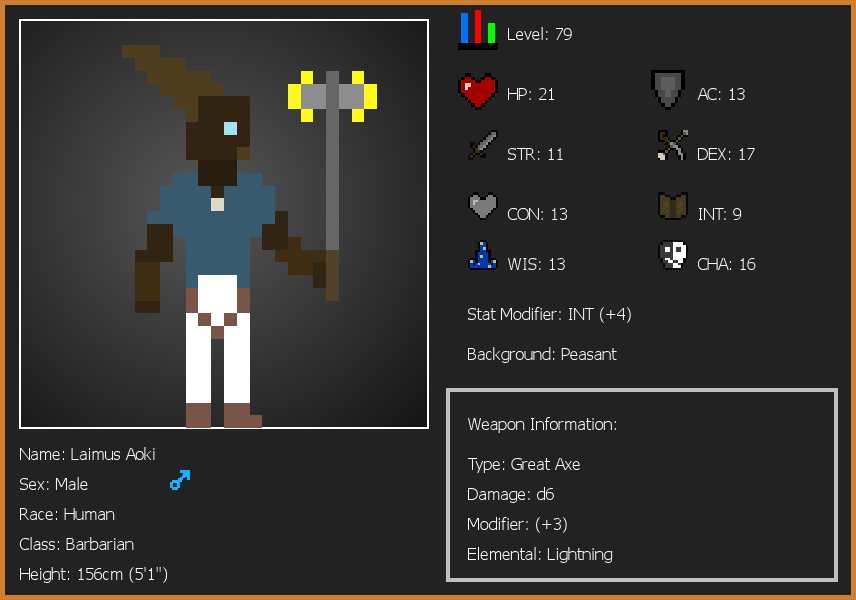 Level: 79
HP: 21
AC: 13
STR: 11
DEX: 17
CON: 13
INT: 9
WIS: 13
CHA: 16
Stat Modifier: INT (+4)
Background: Peasant
Weapon Information:
Type: Great Axe
Damage: d6
Modifier: (+3)
Elemental: Lightning
Name: Laimus Aoki
Sex: Male
Race: Human
Class: Barbarian
Height: 156cm (5'1")